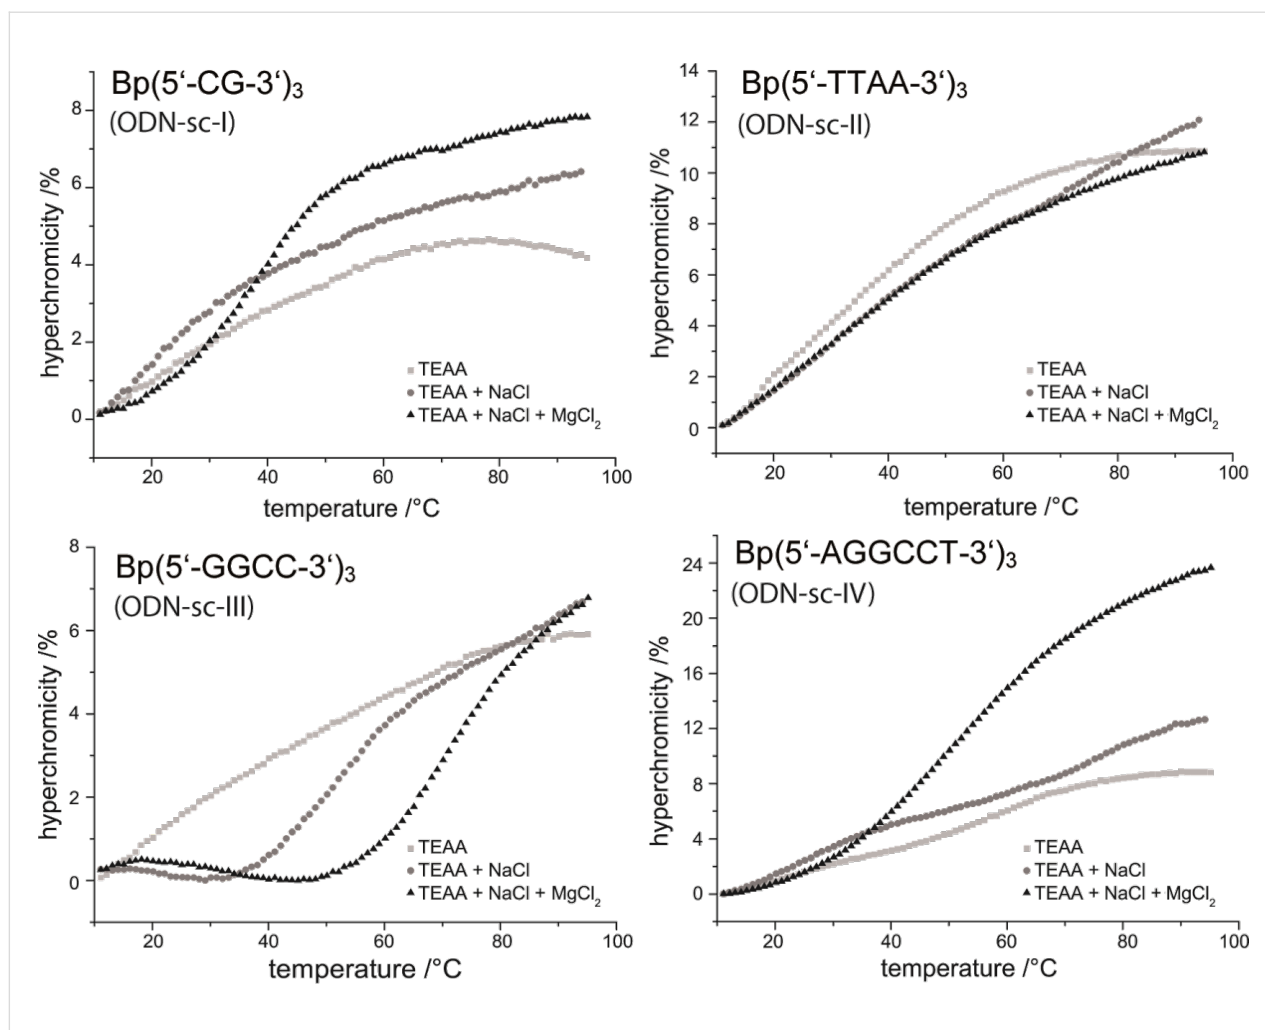 Bp(5‘-CG-3‘)3
(ODN-sc-I)
hyperchromicity /%
8
6
4
2
0
TEAA
TEAA + NaCl
TEAA + NaCl + MgCl2
20 40 60 80 100
temperature /°C
Bp(5‘-TTAA-3‘)3
(ODN-sc-II)
hyperchromicity /%
14
12
10
8
6
4
2
0
TEAA
TEAA + NaCl
TEAA + NaCl + MgCl2
20 40 60 80 100
temperature /°C
Bp(5‘-GGCC-3‘)3
(ODN-sc-III)
hyperchromicity /%
8
6
4
2
0
TEAA
TEAA + NaCl
TEAA + NaCl + MgCl2
20 40 60 80 100
temperature /°C
Bp(5‘-AGGCCT-3‘)3
(ODN-sc-IV)
hyperchromicity /%
24
20
16
12
8
4
0
TEAA
TEAA + NaCl
TEAA + NaCl + MgCl2
20 40 60 80 100
temperature /°C